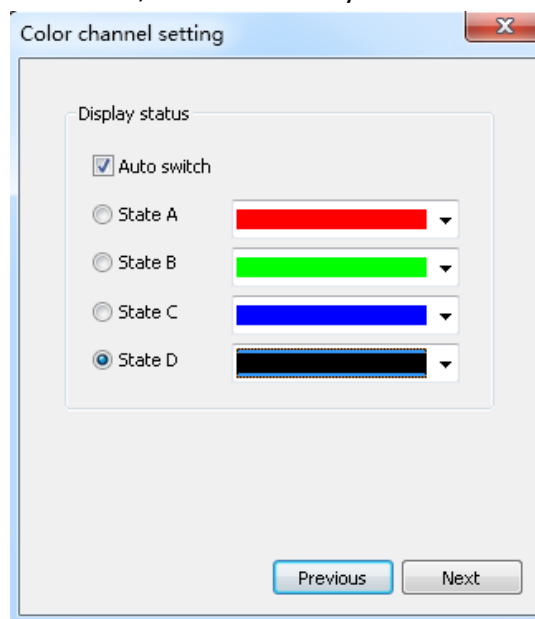 Color channel setting
Display status
Auto switch
State A
State B
State C
State D
Previous
Next